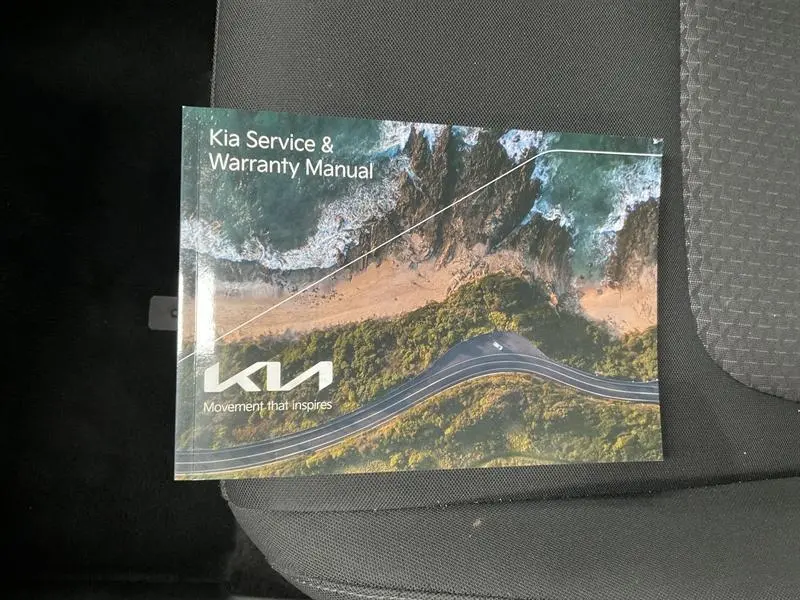 Kia Service &
Warranty Manual
KIA
Movement that inspires